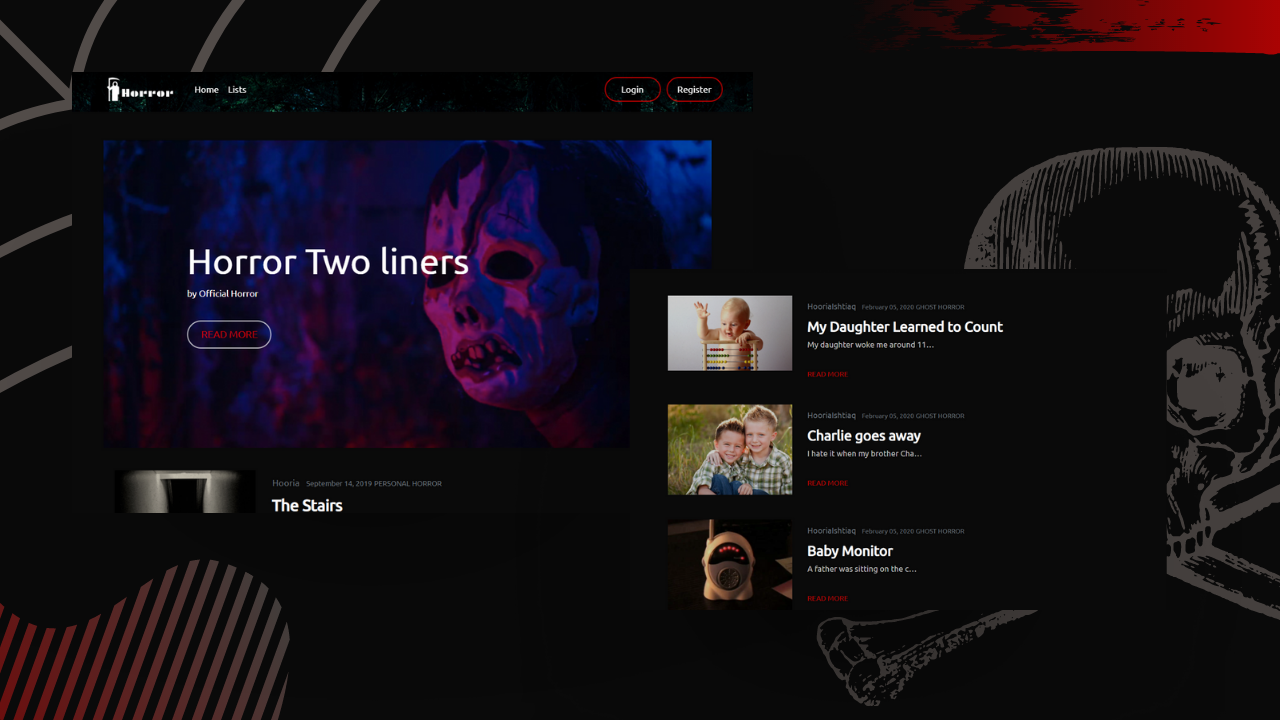 Horror
Home Lists
Login Register
Horror Two liners
by Official Horror
READ MORE
Hooria September 14, 2019 PERSONAL HORROR
The Stairs
HooriaIshtiaq February 05, 2020 GHOST HORROR
My Daughter Learned to Count
My daughter woke me around 11...
READ MORE
HooriaIshtiaq February 05, 2020 GHOST HORROR
Charlie goes away
I hate it when my brother Cha...
READ MORE
HooriaIshtiaq February 05, 2020 GHOST HORROR
Baby Monitor
A father was sitting on the c...
READ MORE